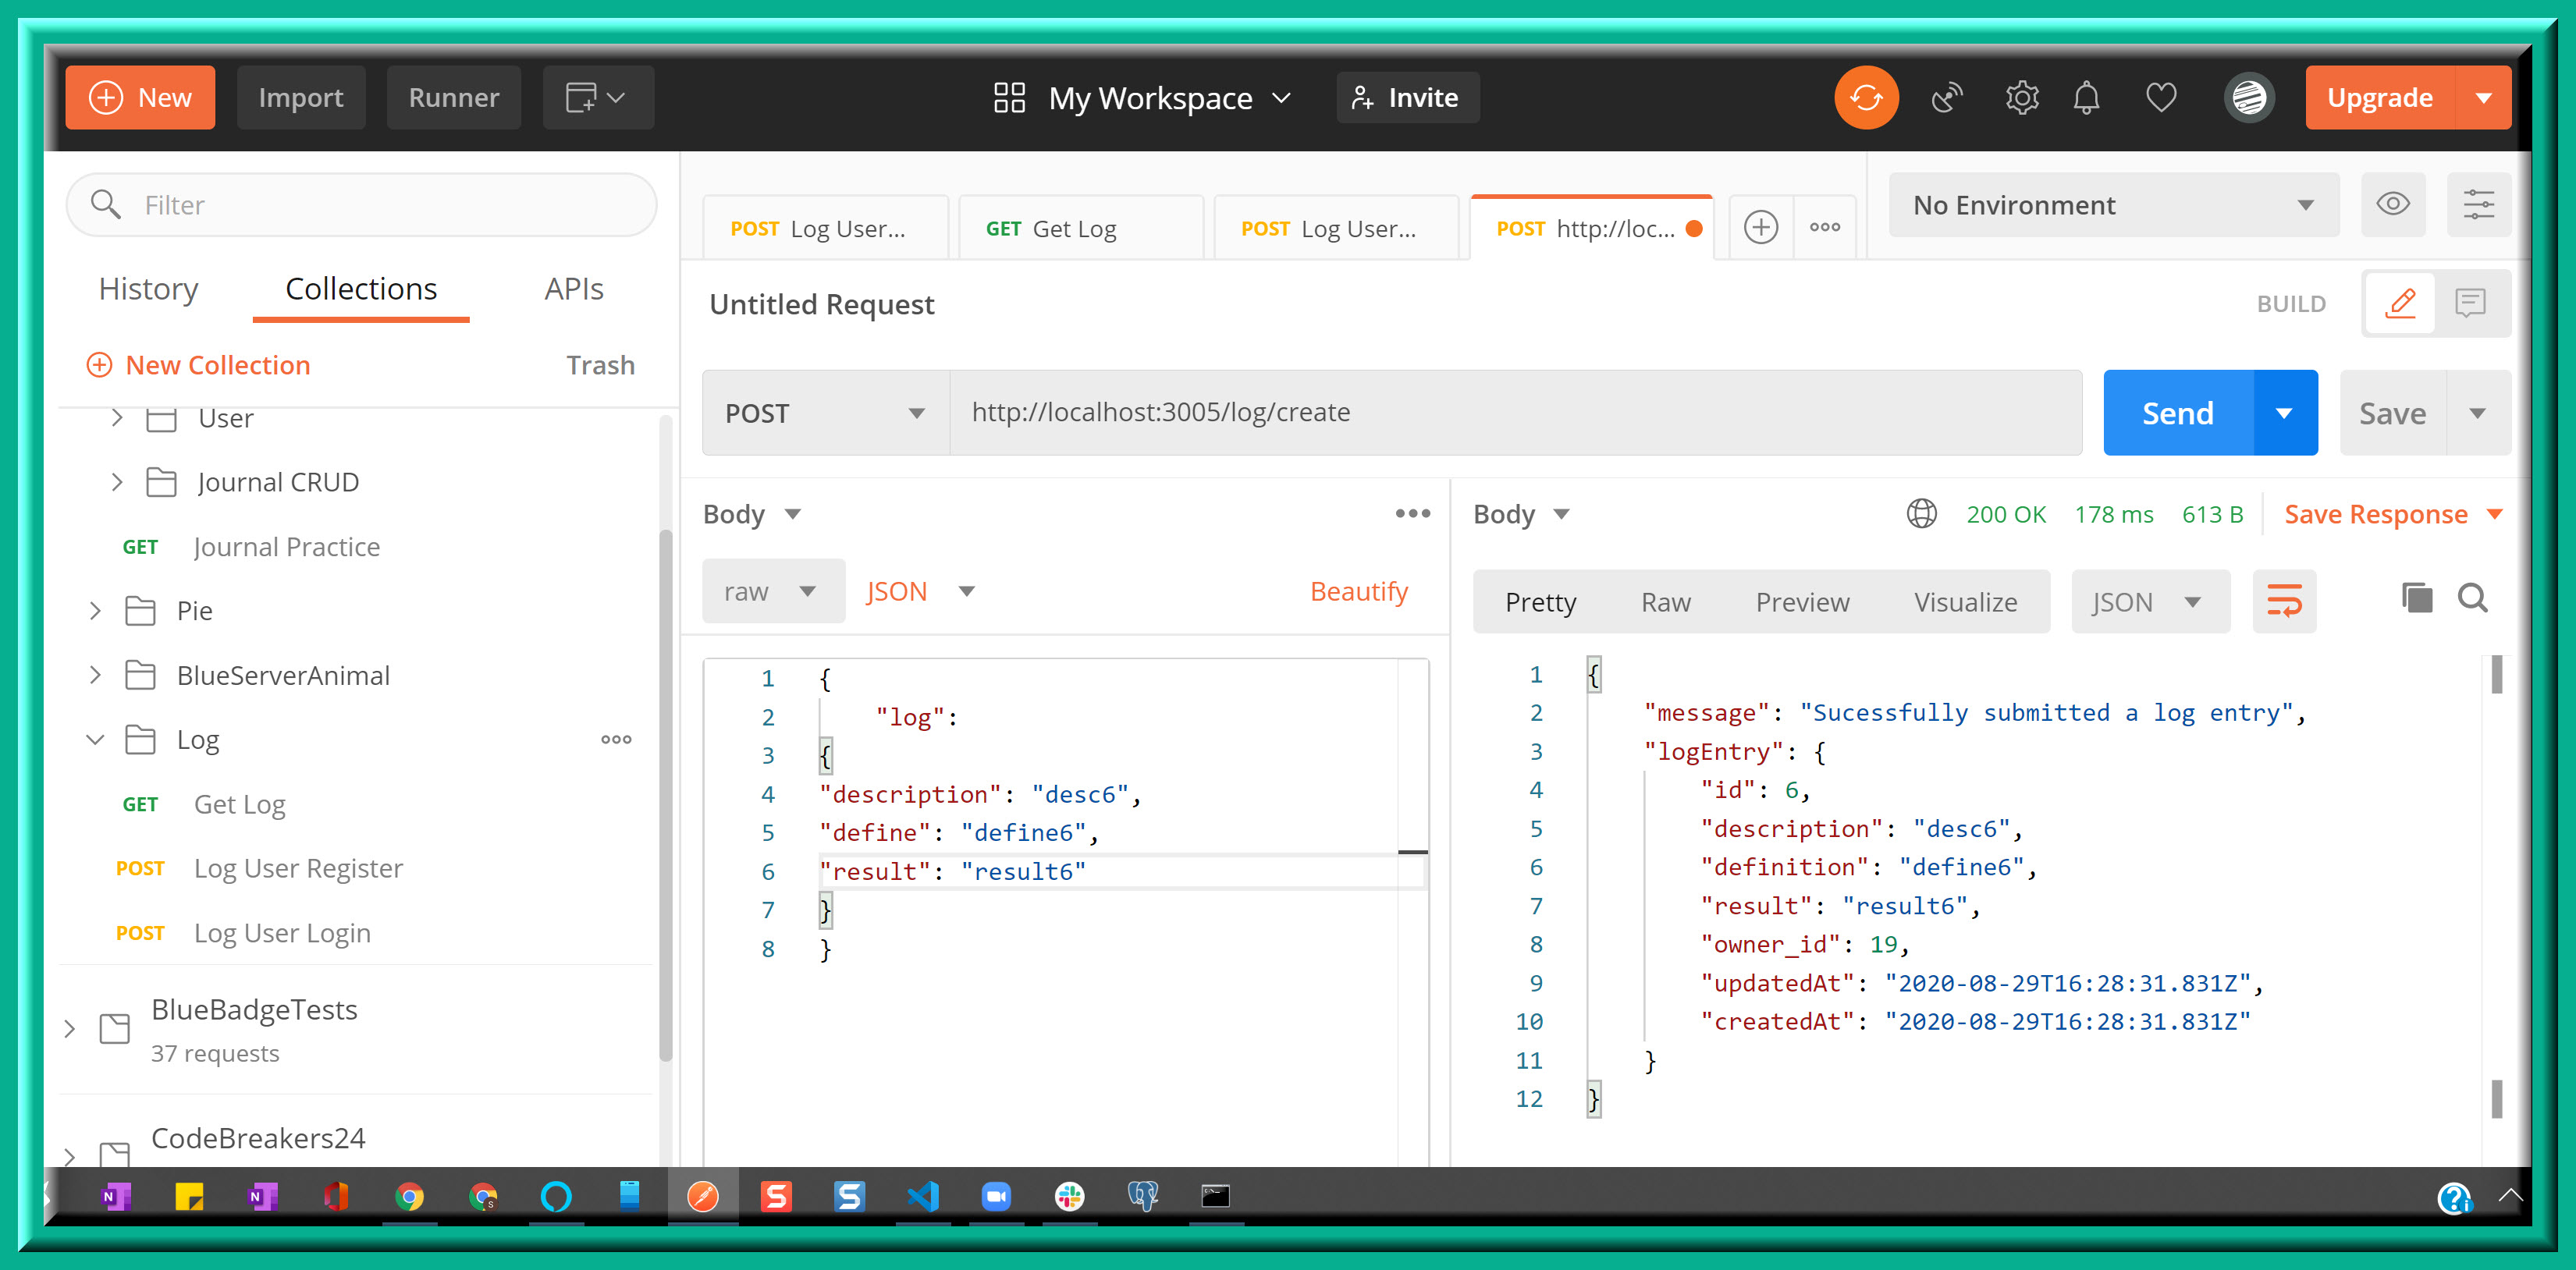 New Import Runner My Workspace Invite Upgrade
Filter
History Collections APIs
New Collection Trash
User
Journal CRUD
GET Journal Practice
Pie
BlueServerAnimal
Log
GET Get Log
POST Log User Register
POST Log User Login
BlueBadgeTests
37 requests
CodeBreakers24
POST Log User... GET Get Log POST Log User... POST http://loc... No Environment
Untitled Request BUILD
POST http://localhost:3005/log/create Send Save
Body
raw JSON Beautify
1 {
2 "log":
3 {
4 "description": "desc6",
5 "define": "define6",
6 "result": "result6"
7 }
8 }
Body 200 OK 178 ms 613 B Save Response
Pretty Raw Preview Visualize JSON
1 {
2 "message": "Sucessfully submitted a log entry",
3 "logEntry": {
4 "id": 6,
5 "description": "desc6",
6 "definition": "define6",
7 "result": "result6",
8 "owner_id": 19,
9 "updatedAt": "2020-08-29T16:28:31.831Z",
10 "createdAt": "2020-08-29T16:28:31.831Z"
11 }
12 }